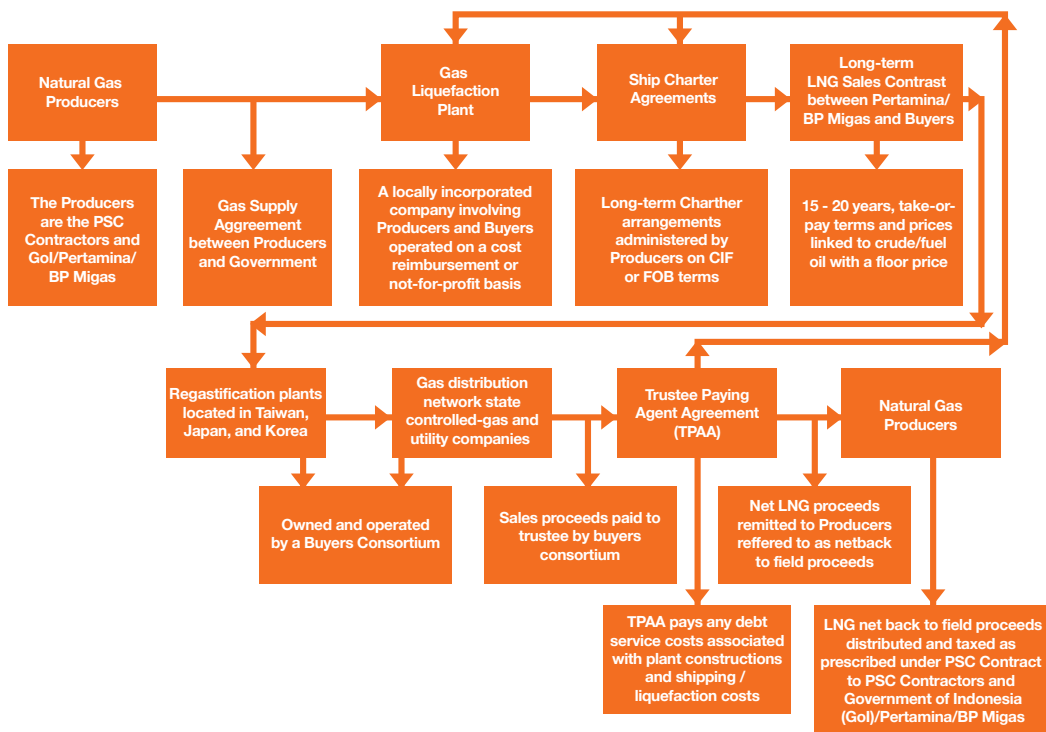 Natural Gas
Producers
Gas
Liquefaction
Plant
Ship Charter
Agreements
Long-term
LNG Sales Contrast
between Pertamina/
BP Migas and Buyers
The Producers
are the PSC
Contractors and
GoI/Pertamina/
BP Migas
Gas Supply
Aggreement
between Producers
and Government
A locally incorporated
company involving
Producers and Buyers
operated on a cost
reimbursement or
not-for-profit basis
Long-term Charther
arrangements
administered by
Producers on CIF
or FOB terms
15 - 20 years, take-or-
pay terms and prices
linked to crude/fuel
oil with a floor price
Regastification plants
located in Taiwan,
Japan, and Korea
Gas distribution
network state
controlled-gas and
utility companies
Trustee Paying
Agent Agreement
(TPAA)
Natural Gas
Producers
Owned and operated
by a Buyers Consortium
Sales proceeds paid to
trustee by buyers
consortium
Net LNG proceeds
remitted to Producers
reffered to as netback
to field proceeds
TPAA pays any debt
service costs associated
with plant constructions
and shipping /
liquefaction costs
LNG net back to field proceeds
distributed and taxed as
prescribed under PSC Contract
to PSC Contractors and
Government of Indonesia
(GoI)/Pertamina/BP Migas